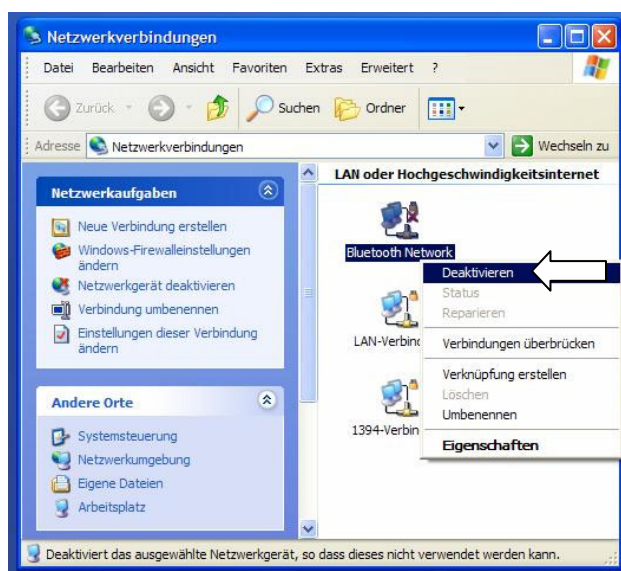 Netzwerkverbindungen
Datei Bearbeiten Ansicht Favoriten Extras Erweitert ?
Zurück Suchen Ordner
Adresse Netzwerkverbindungen Wechseln zu
Netzwerkaufgaben
Neue Verbindung erstellen
Windows-Firewalleinstellungen
ändern
Netzwerkgerät deaktivieren
Verbindung umbenennen
Einstellungen dieser Verbindung
ändern
Andere Orte
Systemsteuerung
Netzwerkumgebung
Eigene Dateien
Arbeitsplatz
LAN oder Hochgeschwindigkeitsinternet
Bluetooth Network
LAN-Verbind
1394-Verbin
Deaktivieren
Status
Reparieren
Verbindungen überbrücken
Verknüpfung erstellen
Löschen
Umbenennen
Eigenschaften
Deaktiviert das ausgewählte Netzwerkgerät, so dass dieses nicht verwendet werden kann.